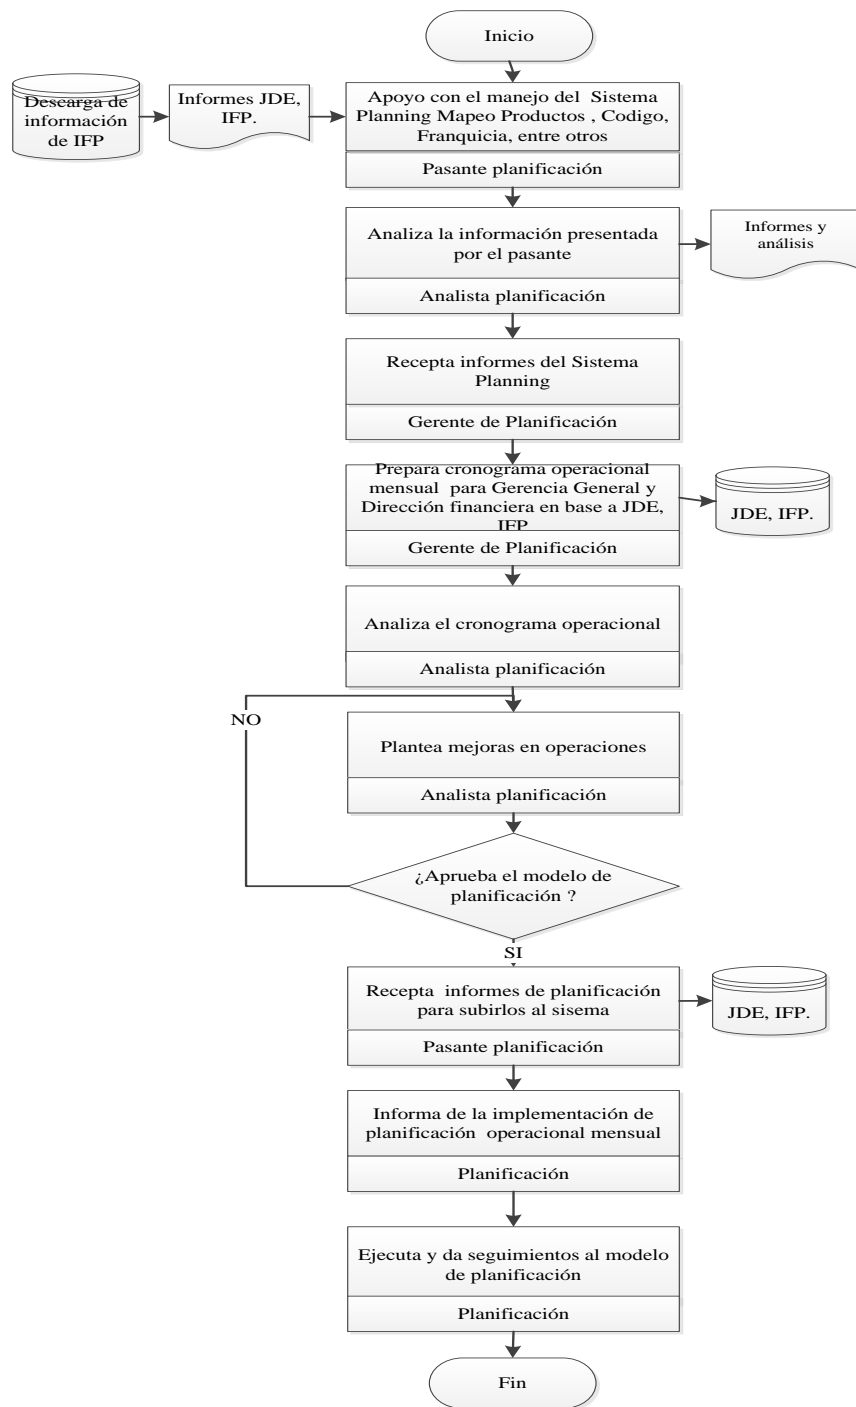 Inicio
Descarga de
información
de IFP
Informes JDE,
IFP.
Apoyo con el manejo del Sistema
Planning Mapeo Productos , Codigo,
Franquicia, entre otros
Pasante planificación
Analiza la información presentada
por el pasante
Analista planificación
Informes y
análisis
Recepta informes del Sistema
Planning
Gerente de Planificación
Prepara cronograma operacional
mensual para Gerencia General y
Dirección financiera en base a JDE,
IFP
Gerente de Planificación
JDE, IFP.
Analiza el cronograma operacional
Analista planificación
NO
Plantea mejoras en operaciones
Analista planificación
¿Aprueba el modelo de
planificación ?
SI
Recepta informes de planificación
para subirlos al sisema
Pasante planificación
JDE, IFP.
Informa de la implementación de
planificación operacional mensual
Planificación
Ejecuta y da seguimientos al modelo
de planificación
Planificación
Fin